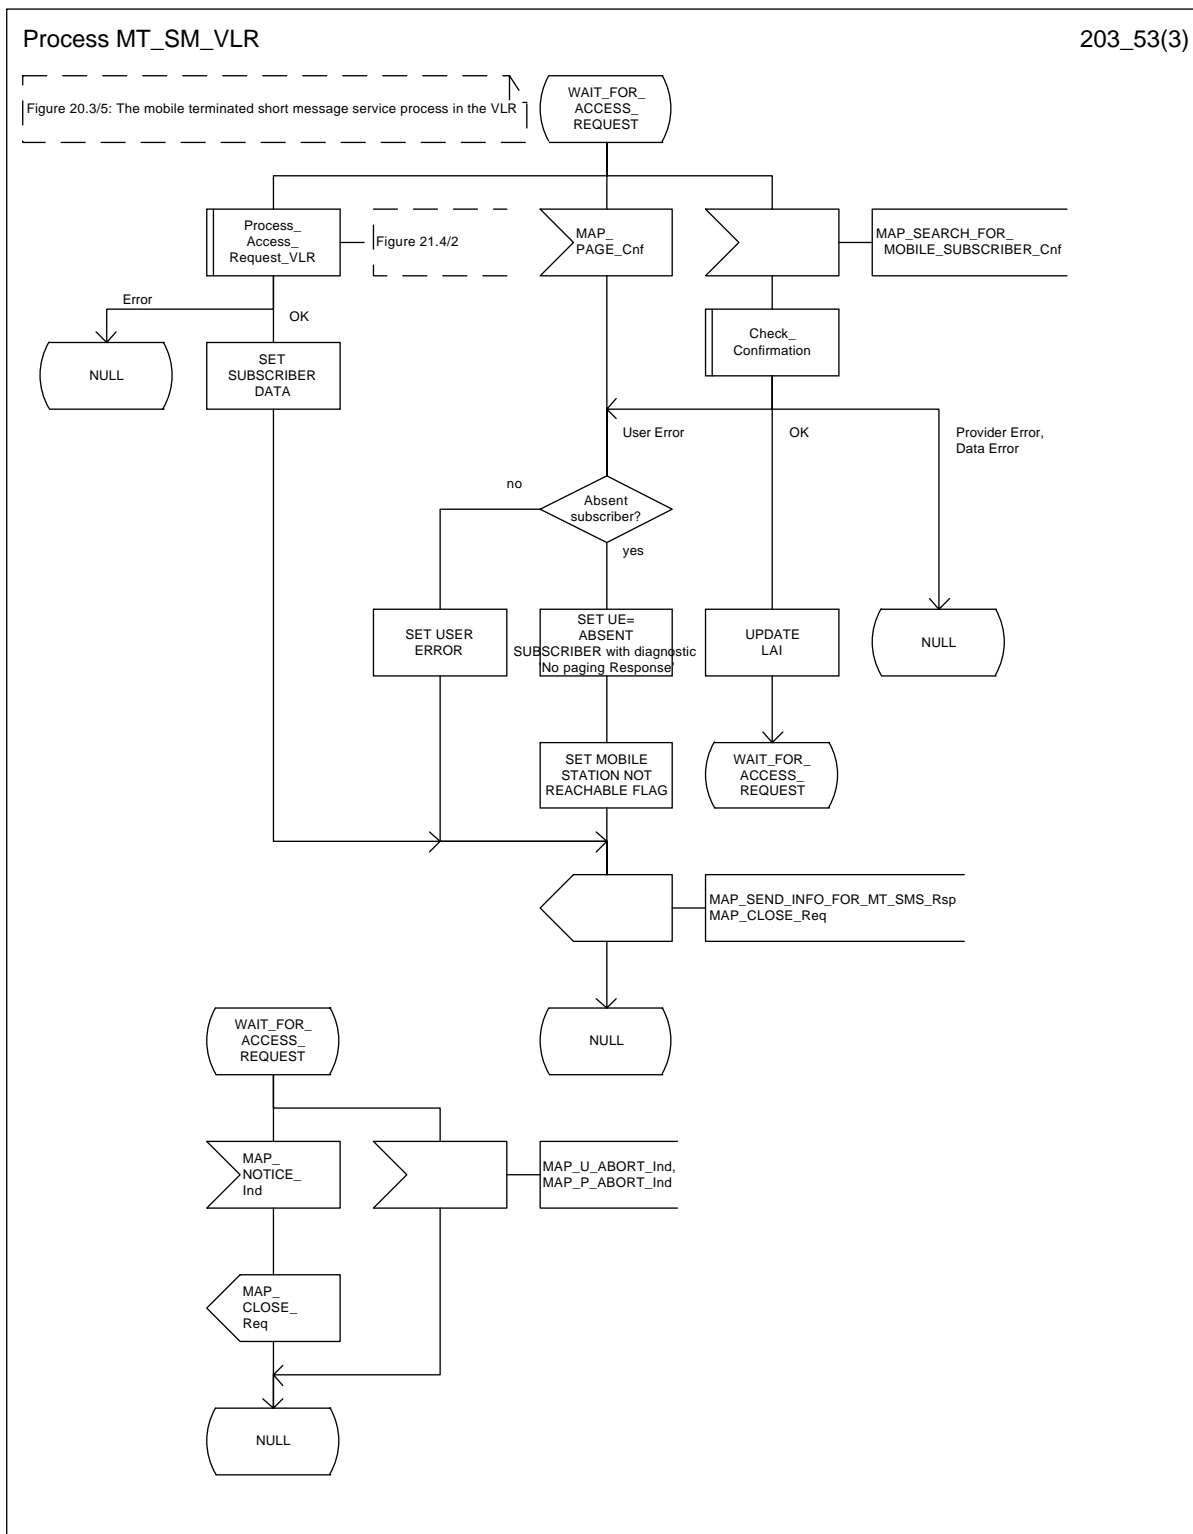 Process MT_SM_VLR
203_53(3)
Figure 20.3/5: The mobile terminated short message service process in the VLR
WAIT_FOR_
ACCESS_
REQUEST
Process_
Access_
Request_VLR
Figure 21.4/2
MAP_
PAGE_Cnf
MAP_SEARCH_FOR_
MOBILE_SUBSCRIBER_Cnf
Error
OK
NULL
SET
SUBSCRIBER
DATA
Check_
Confirmation
User Error
OK
Provider Error,
Data Error
no
Absent
subscriber?
yes
SET USER
ERROR
SET UE=
ABSENT
SUBSCRIBER with diagnostic
'No paging Response'
UPDATE
LAI
NULL
SET MOBILE
STATION NOT
REACHABLE FLAG
WAIT_FOR_
ACCESS_
REQUEST
MAP_SEND_INFO_FOR_MT_SMS_Rsp
MAP_CLOSE_Req
NULL
WAIT_FOR_
ACCESS_
REQUEST
MAP_
NOTICE_
Ind
MAP_U_ABORT_Ind,
MAP_P_ABORT_Ind
MAP_
CLOSE_
Req
NULL